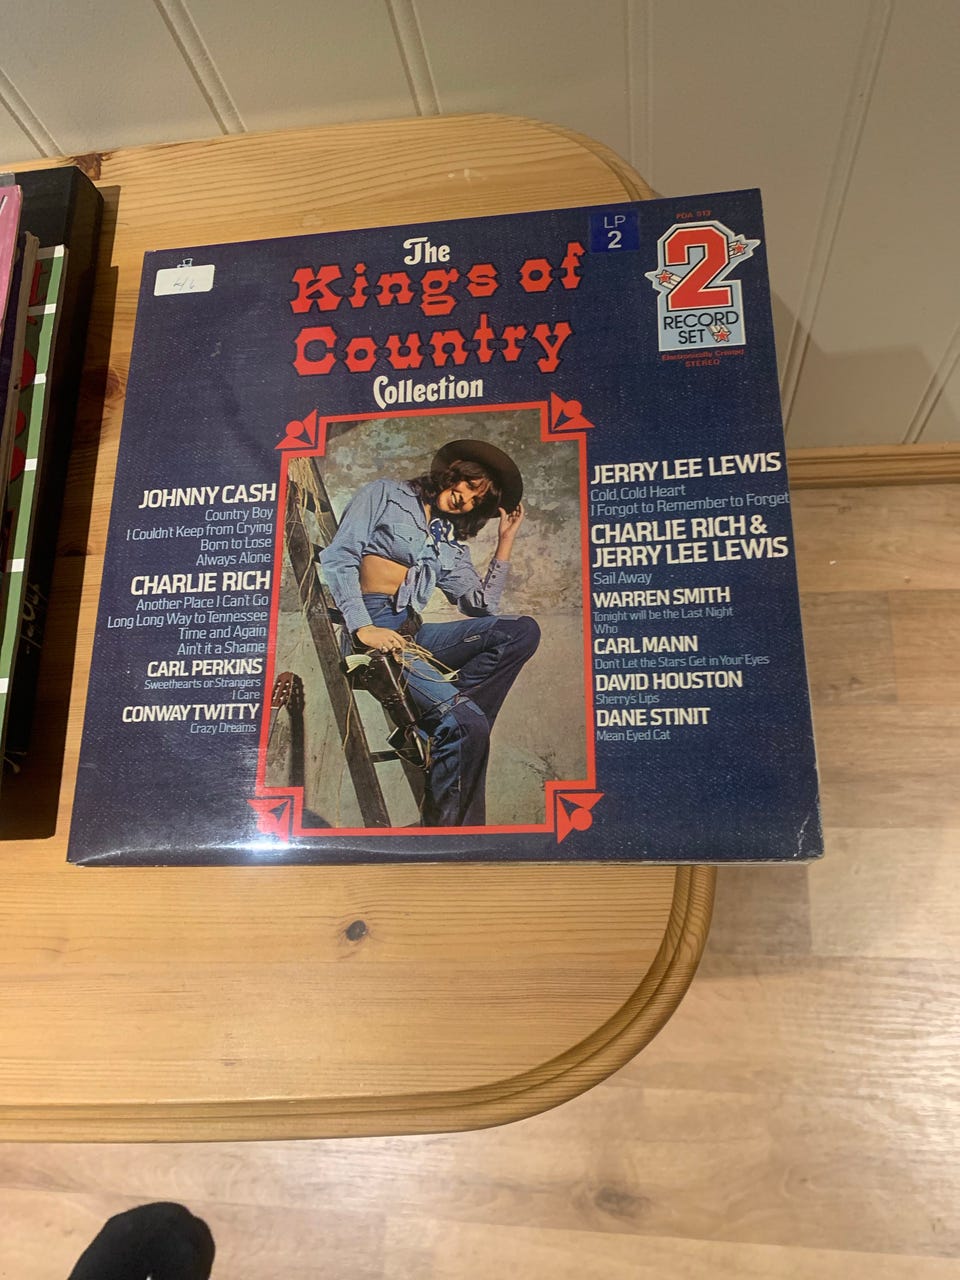 The
Kings of
Country
Collection
LP
2
PDA 013
2
RECORD
SET
Electronically Created
STEREO
JOHNNY CASH
Country Boy
I Couldn't Keep from Crying
Born to Lose
Always Alone
CHARLIE RICH
Another Place I Can't Go
Long Long Way to Tennessee
Time and Again
Ain't it a Shame
CARL PERKINS
Sweethearts or Strangers
I Care
CONWAY TWITTY
Crazy Dreams
JERRY LEE LEWIS
Cold, Cold Heart
I Forgot to Remember to Forget
CHARLIE RICH &
JERRY LEE LEWIS
Sail Away
WARREN SMITH
Tonight will be the Last Night
Who
CARL MANN
Don't Let the Stars Get in Your Eyes
DAVID HOUSTON
Sherry's Lips
DANE STINIT
Mean Eyed Cat